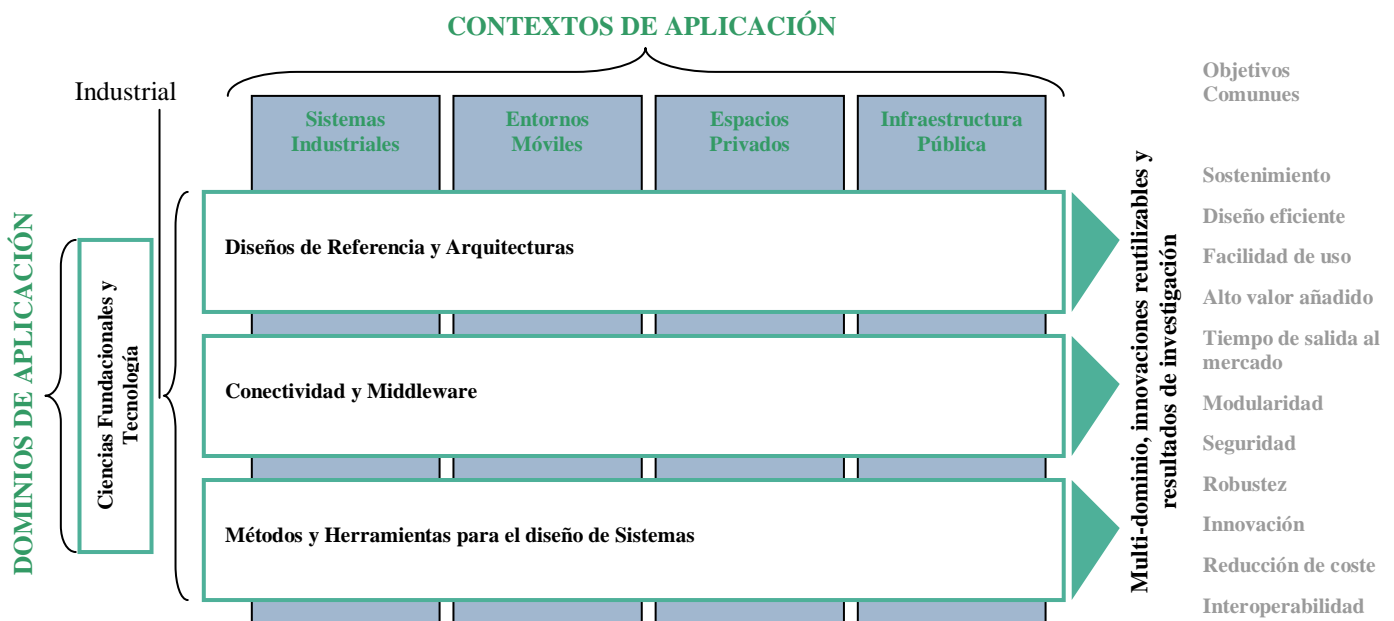 CONTEXTOS DE APLICACIÓN
Industrial
Sistemas
Industriales
Entornos
Móviles
Espacios
Privados
Infraestructura
Pública
DOMINIOS DE APLICACIÓN
Ciencias Fundacionales y
Tecnología
Diseños de Referencia y Arquitecturas
Conectividad y Middleware
Métodos y Herramientas para el diseño de Sistemas
Multi-dominio, innovaciones reutilizables y
resultados de investigación
Objetivos
Comunues
Sostenimiento
Diseño eficiente
Facilidad de uso
Alto valor añadido
Tiempo de salida al
mercado
Modularidad
Seguridad
Robustez
Innovación
Reducción de coste
Interoperabilidad